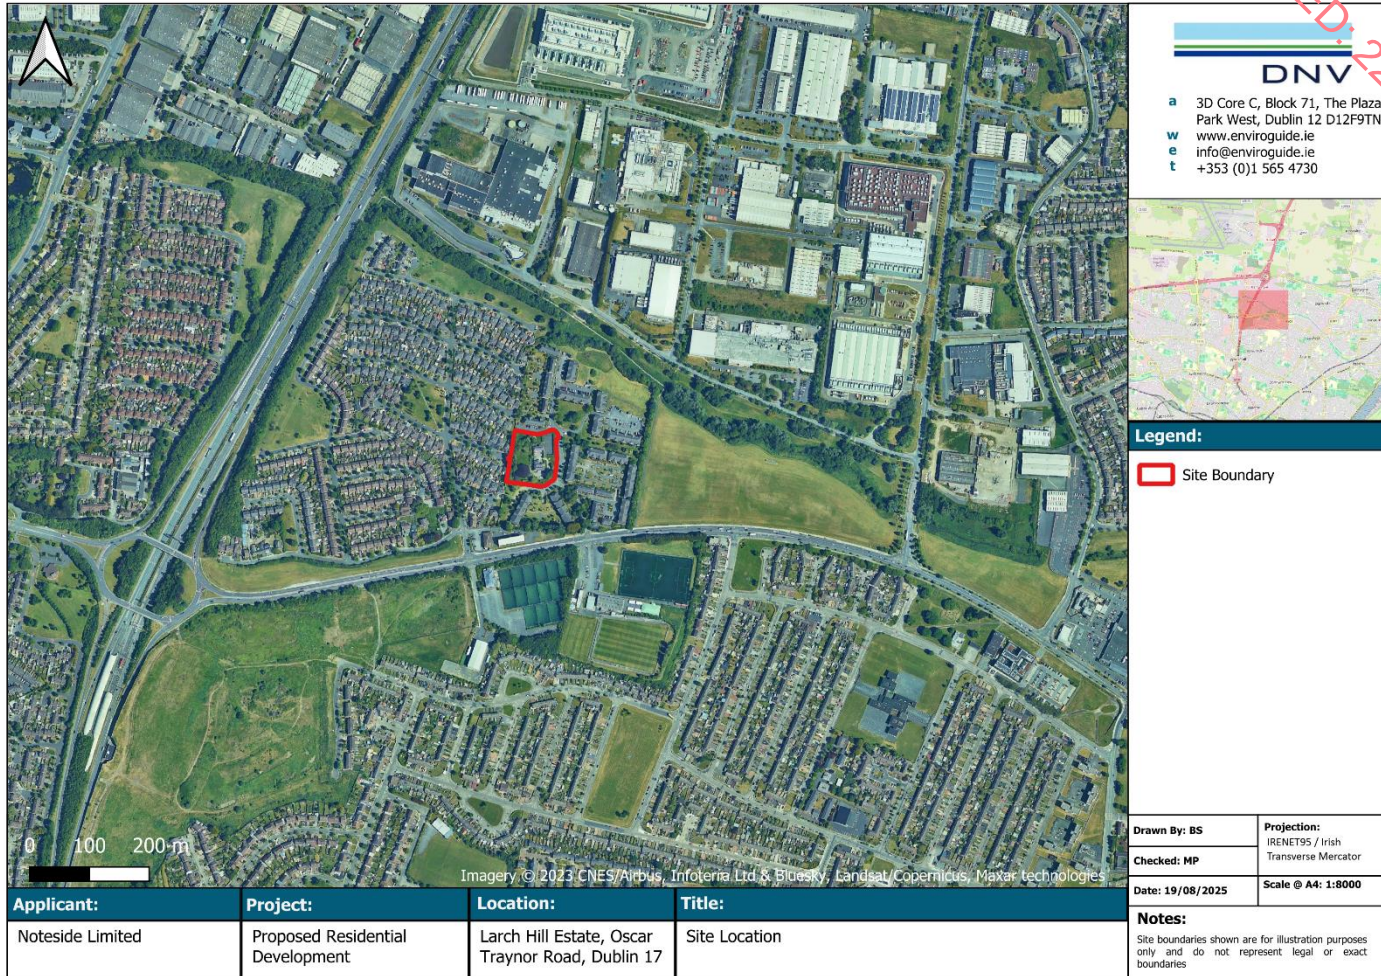 DNV
a 3D Core C, Block 71, The Plaza
Park West, Dublin 12 D12F9TN
w www.enviroguide.ie
e info@enviroguide.ie
t +353 (0)1 565 4730
Legend:
Site Boundary
0 100 200 m
Imagery © 2023 CNES/Airbus, Infoterra Ltd & Bluesky, Landsat/Copernicus, Maxar technologies
Drawn By: BS
Checked: MP
Date: 19/08/2025
Projection:
IRENET95 / Irish
Transverse Mercator
Scale @ A4: 1:8000
Notes:
Site boundaries shown are for illustration purposes
only and do not represent legal or exact
boundaries
Applicant:
Noteside Limited
Project:
Proposed Residential
Development
Location:
Larch Hill Estate, Oscar
Traynor Road, Dublin 17
Title:
Site Location